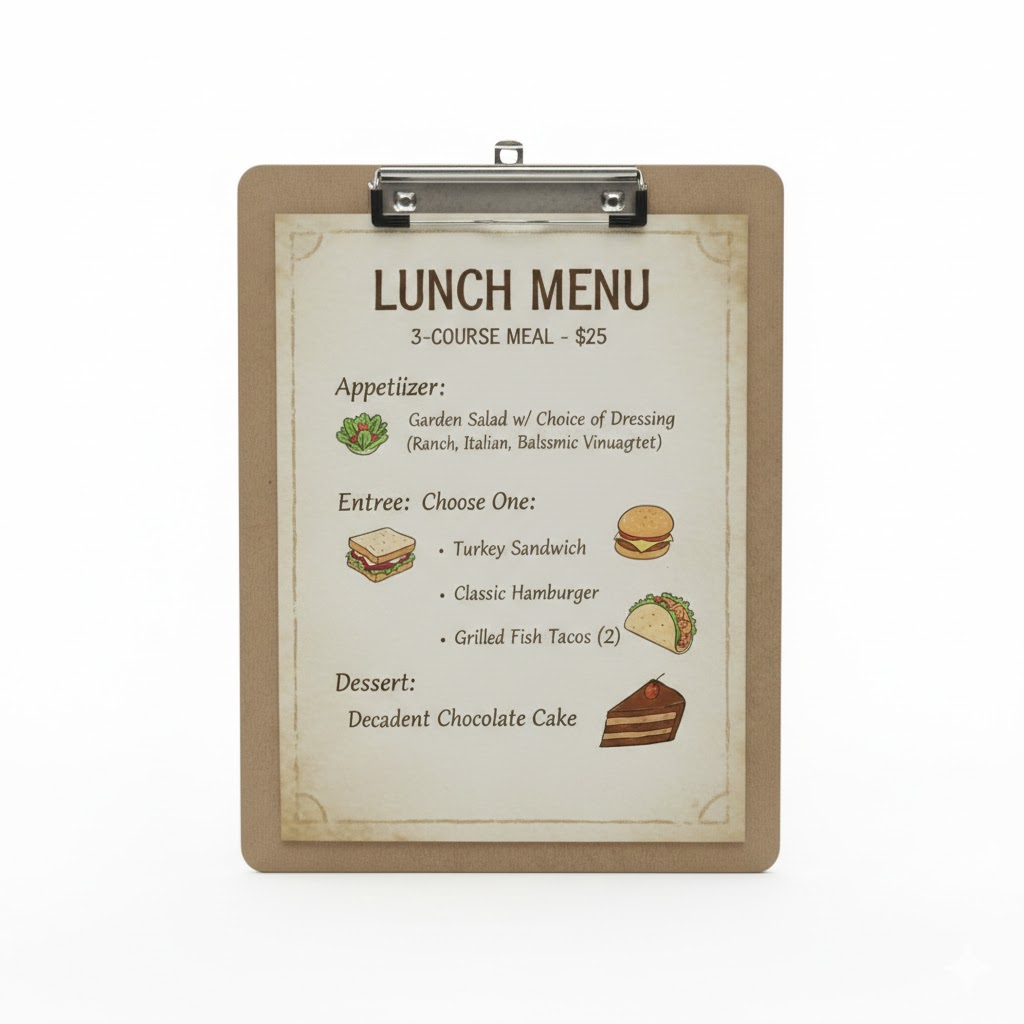 LUNCH MENU
3-COURSE MEAL - $25
Appetiizer:
Garden Salad w/ Choice of Dressing
(Ranch, Italian, Balssmic Vinuagtet)
Entree: Choose One:
• Turkey Sandwich
• Classic Hamburger
• Grilled Fish Tacos (2)
Dessert:
Decadent Chocolate Cake